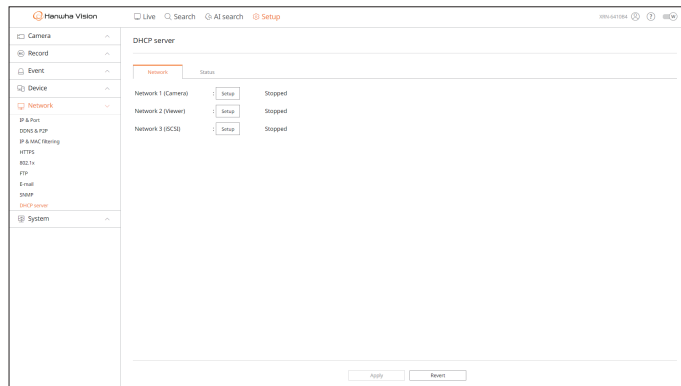 Hanwha Vision
Live Search AI search Setup
XRN-6410B4
Camera
Record
Event
Device
Network
IP & Port
DDNS & P2P
IP & MAC filtering
HTTPS
802.1x
FTP
E-mail
SNMP
DHCP server
System
DHCP server
Network Status
Network 1 (Camera) : Setup Stopped
Network 2 (Viewer) : Setup Stopped
Network 3 (iSCSI) : Setup Stopped
Apply Revert